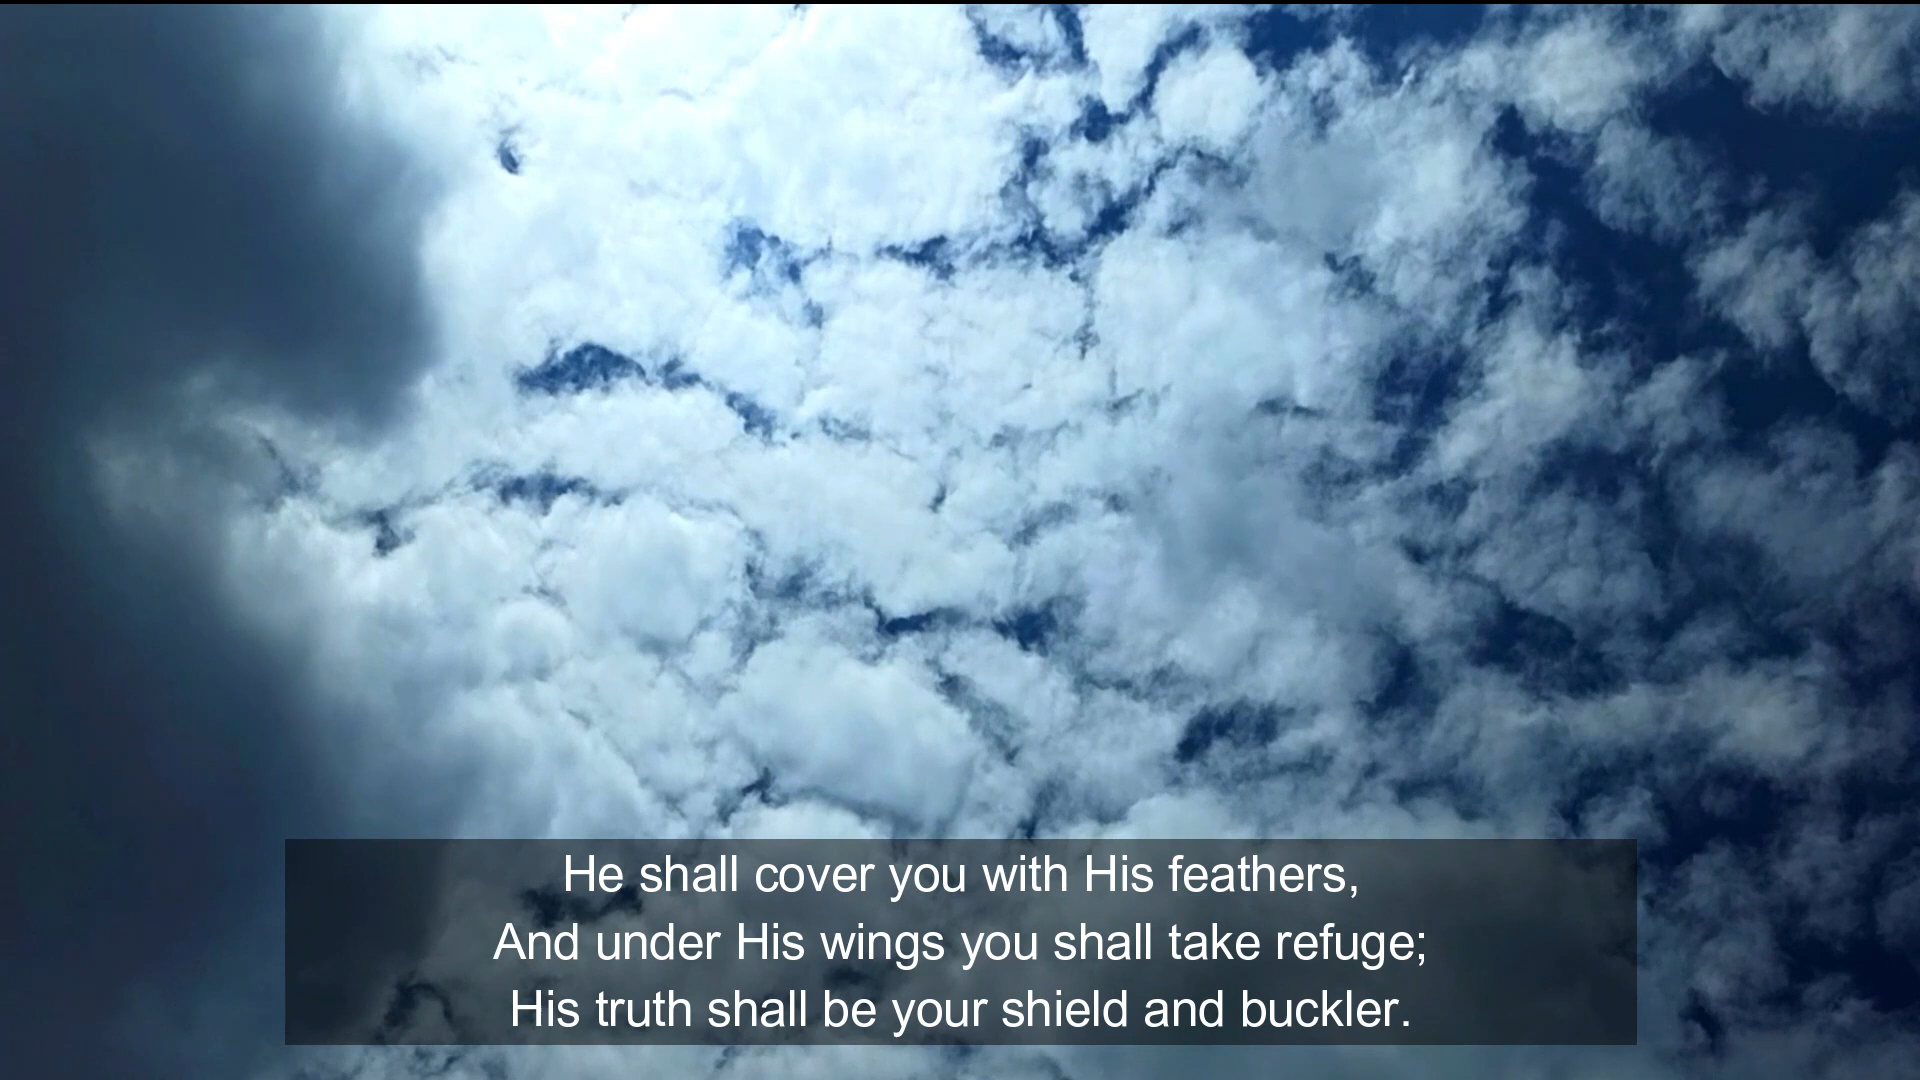 He shall cover you with His feathers,
And under His wings you shall take refuge;
His truth shall be your shield and buckler.